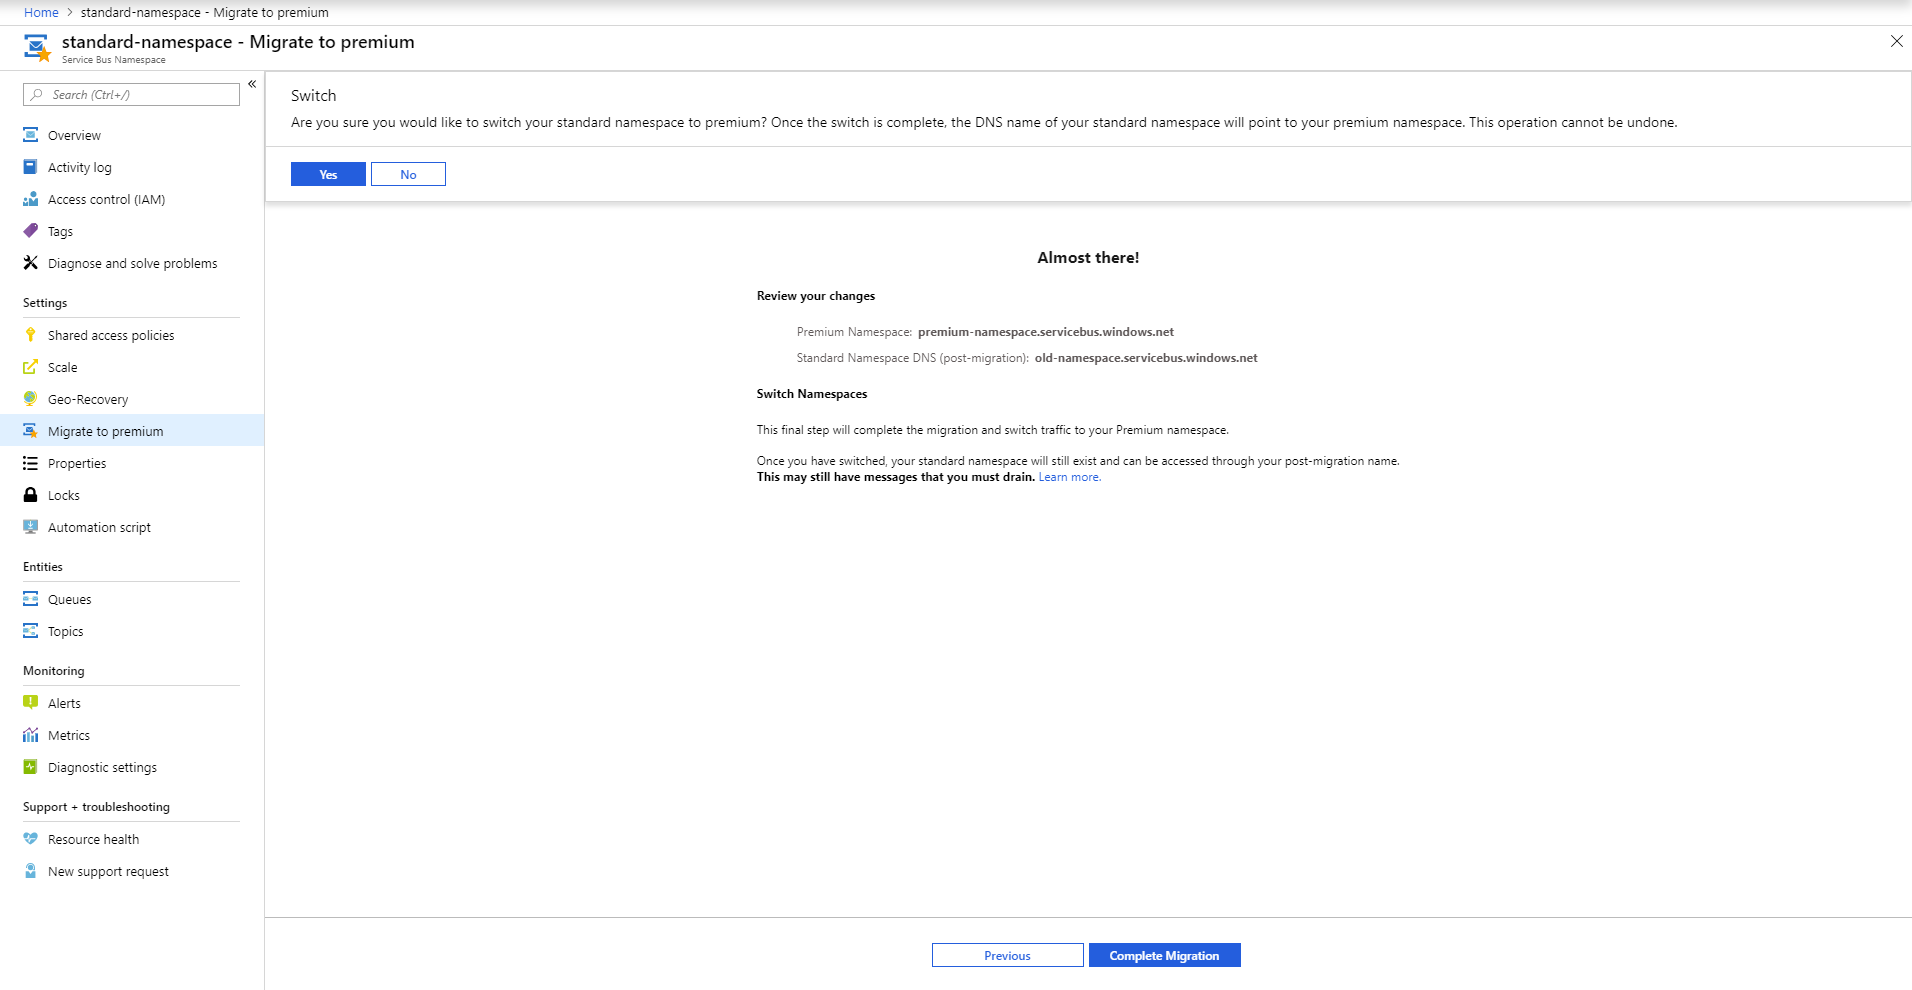 Home > standard-namespace - Migrate to premium
standard-namespace - Migrate to premium
Service Bus Namespace
Search (Ctrl+/)
«
Overview
Activity log
Access control (IAM)
Tags
Diagnose and solve problems
Settings
Shared access policies
Scale
Geo-Recovery
Migrate to premium
Properties
Locks
Automation script
Entities
Queues
Topics
Monitoring
Alerts
Metrics
Diagnostic settings
Support + troubleshooting
Resource health
New support request
Switch
Are you sure you would like to switch your standard namespace to premium? Once the switch is complete, the DNS name of your standard namespace will point to your premium namespace. This operation cannot be undone.
Yes No
Almost there!
Review your changes
Premium Namespace: premium-namespace.servicebus.windows.net
Standard Namespace DNS (post-migration): old-namespace.servicebus.windows.net
Switch Namespaces
This final step will complete the migration and switch traffic to your Premium namespace.
Once you have switched, your standard namespace will still exist and can be accessed through your post-migration name.
This may still have messages that you must drain. Learn more.
Previous Complete Migration